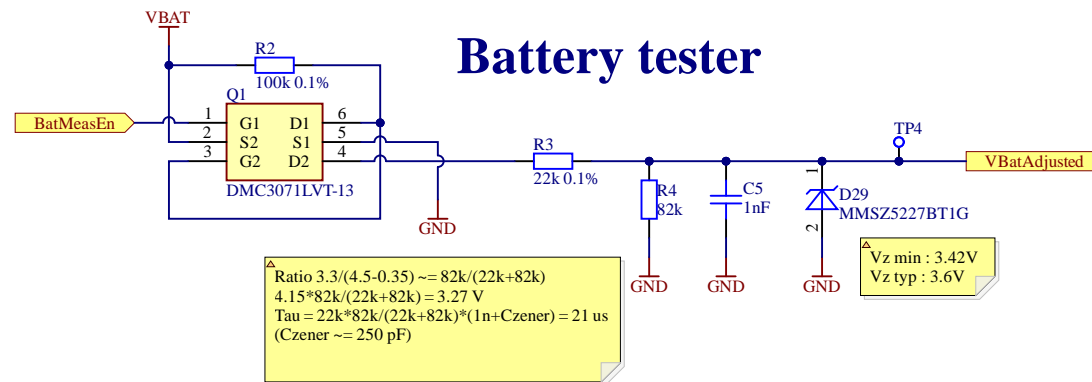 Battery tester
VBAT
R2
100k 0.1%
Q1
BatMeasEn
1
2
3
G1
S2
G2
D1
S1
D2
6
5
4
DMC3071LVT-13
GND
R3
22k 0.1%
R4
82k
GND
C5
1nF
GND
1
D29
MMSZ5227BT1G
2
GND
TP4
VBatAdjusted
Vz min : 3.42V
Vz typ : 3.6V
Ratio 3.3/(4.5-0.35) ~= 82k/(22k+82k)
4.15*82k/(22k+82k) = 3.27 V
Tau = 22k*82k/(22k+82k)*(1n+Czener) = 21 us
(Czener ~= 250 pF)